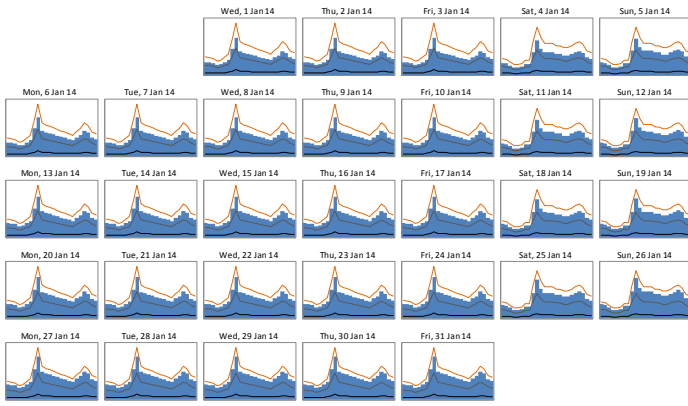 Wed, 1 Jan 14 Thu, 2 Jan 14 Fri, 3 Jan 14 Sat, 4 Jan 14 Sun, 5 Jan 14
Mon, 6 Jan 14 Tue, 7 Jan 14 Wed, 8 Jan 14 Thu, 9 Jan 14 Fri, 10 Jan 14 Sat, 11 Jan 14 Sun, 12 Jan 14
Mon, 13 Jan 14 Tue, 14 Jan 14 Wed, 15 Jan 14 Thu, 16 Jan 14 Fri, 17 Jan 14 Sat, 18 Jan 14 Sun, 19 Jan 14
Mon, 20 Jan 14 Tue, 21 Jan 14 Wed, 22 Jan 14 Thu, 23 Jan 14 Fri, 24 Jan 14 Sat, 25 Jan 14 Sun, 26 Jan 14
Mon, 27 Jan 14 Tue, 28 Jan 14 Wed, 29 Jan 14 Thu, 30 Jan 14 Fri, 31 Jan 14